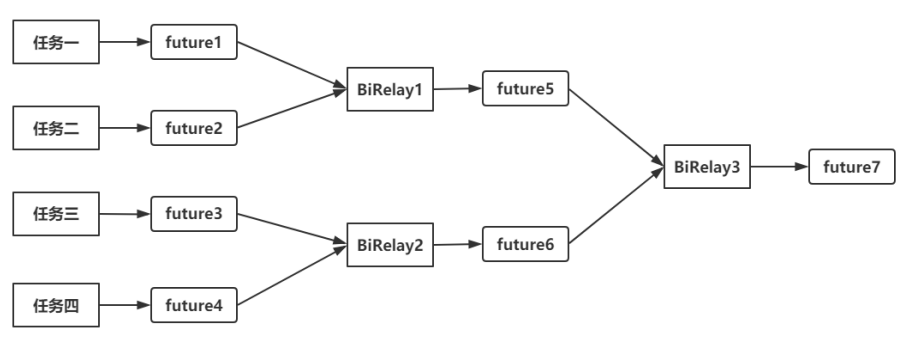 任务一
future1
任务二
future2
任务三
future3
任务四
future4
BiRelay1
future5
BiRelay2
future6
BiRelay3
future7